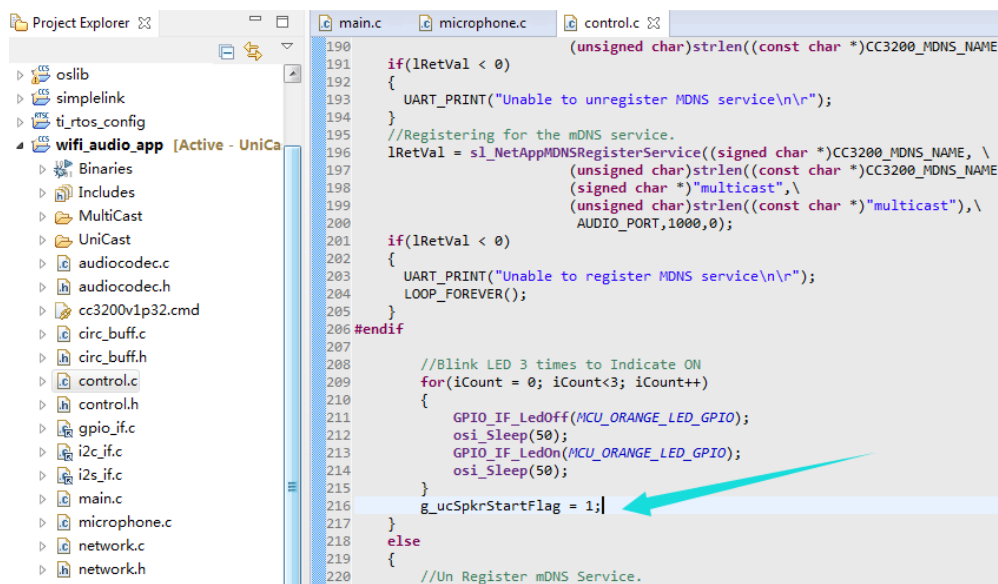 Project Explorer
oslib
simplelink
ti_rtos_config
wifi_audio_app [Active - UniCa
Binaries
Includes
MultiCast
UniCast
audiocodec.c
audiocodec.h
cc3200v1p32.cmd
circ_buff.c
circ_buff.h
control.c
control.h
gpio_if.c
i2c_if.c
i2s_if.c
main.c
microphone.c
network.c
network.h
main.c microphone.c control.c
190 (unsigned char)strlen((const char *)CC3200_MDNS_NAME
191 if(lRetVal < 0)
192 {
193 UART_PRINT("Unable to unregister MDNS service\n\r");
194 }
195 //Registering for the mDNS service.
196 lRetVal = sl_NetAppMDNSRegisterService((signed char *)CC3200_MDNS_NAME, \
197 (unsigned char)strlen((const char *)CC3200_MDNS_NAME
198 (signed char *)"multicast",\
199 (unsigned char)strlen((const char *)"multicast"),\
200 AUDIO_PORT,1000,0);
201 if(lRetVal < 0)
202 {
203 UART_PRINT("Unable to register MDNS service\n\r");
204 LOOP_FOREVER();
205 }
206 #endif
207
208 //Blink LED 3 times to Indicate ON
209 for(iCount = 0; iCount<3; iCount++)
210 {
211 GPIO_IF_LedOff(MCU_ORANGE_LED_GPIO);
212 osi_Sleep(50);
213 GPIO_IF_LedOn(MCU_ORANGE_LED_GPIO);
214 osi_Sleep(50);
215 }
216 g_ucSpkrStartFlag = 1;
217 }
218 else
219 {
220 //Un Register mDNS Service.